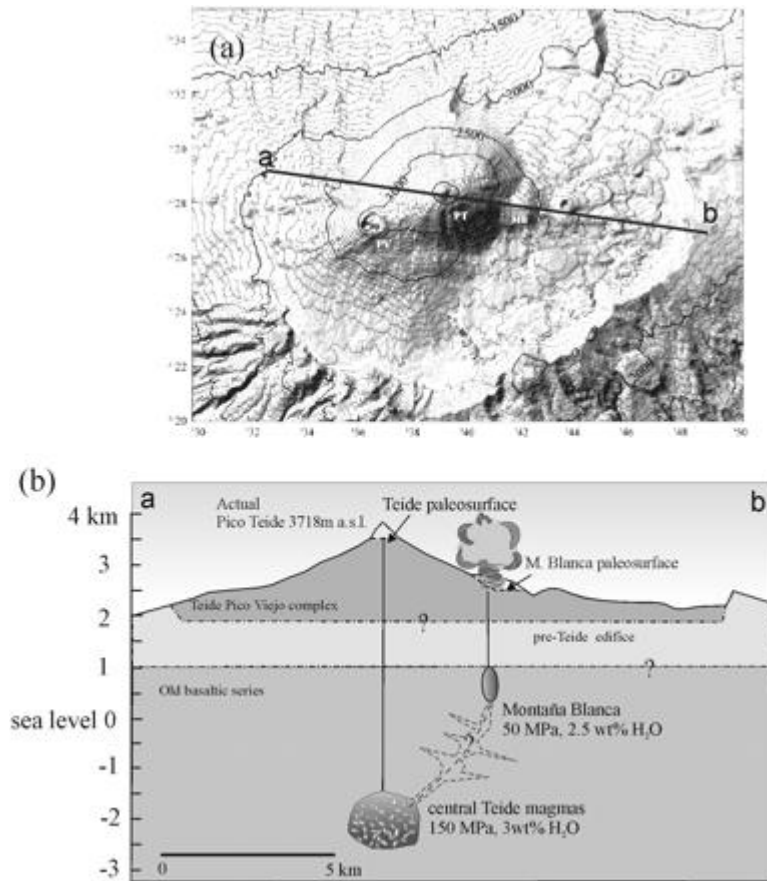 (a)
'34
'32
'30
'29
'26
'24
'22
'20
1500
2000
2500
3000
a
b
PV
PT
'30
'32
'34
'36
'38
'40
'42
'44
'46
'48
'50
(b)
a
b
Actual
Pico Teide 3718m a.s.l.
Teide paleosurface
M. Blanca paleosurface
4 km
3
2
1
sea level 0
-1
-2
-3
Teide Pico Viejo complex
?
pre-Teide edifice
?
Old basaltic series
Montaña Blanca
50 MPa, 2.5 wt% H₂O
?
central Teide magmas
150 MPa, 3wt% H₂O
0
5 km